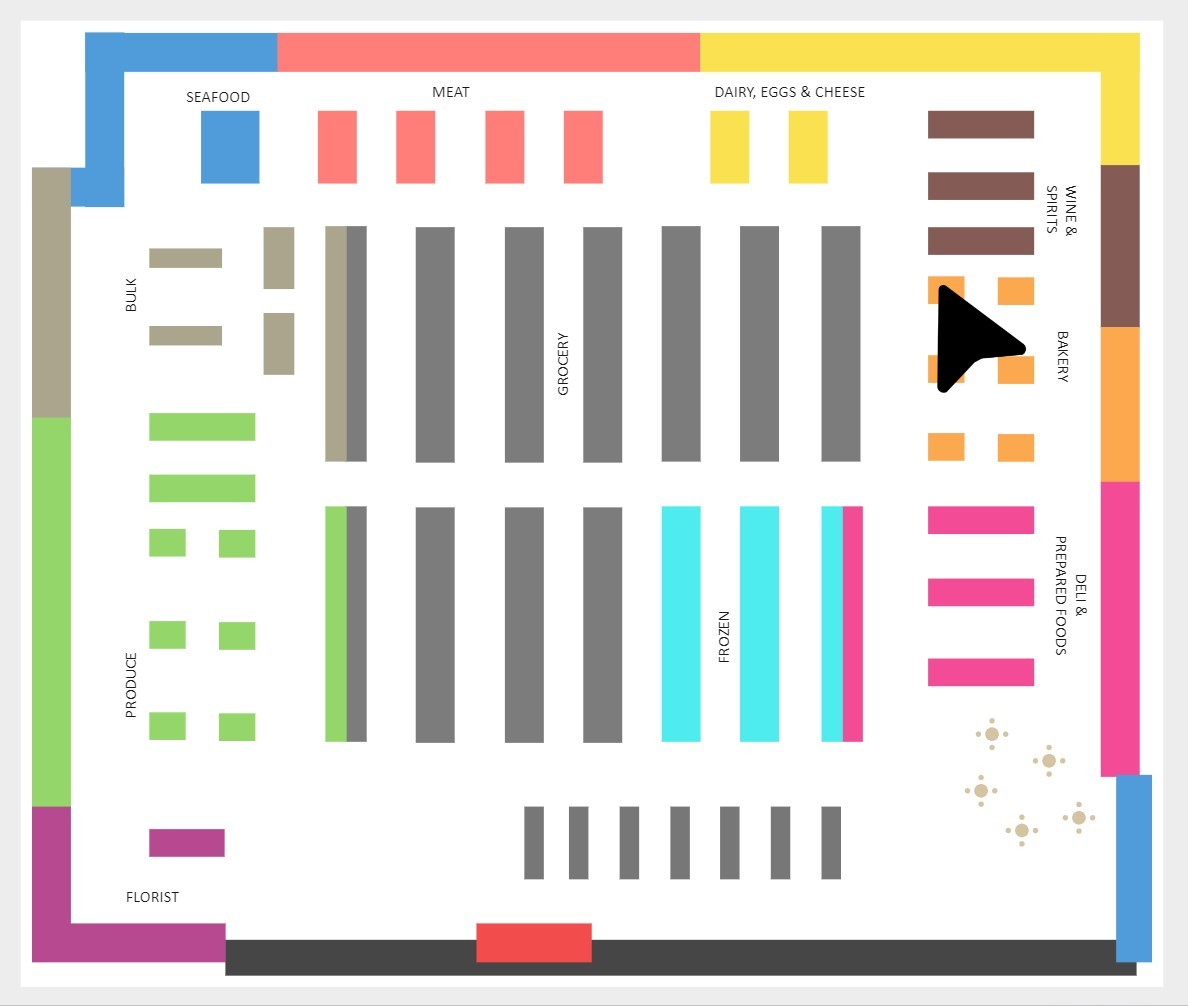 SEAFOOD
MEAT
DAIRY, EGGS & CHEESE
WINE &
SPIRITS
BULK
GROCERY
BAKERY
DELI &
PREPARED FOODS
FROZEN
PRODUCE
FLORIST